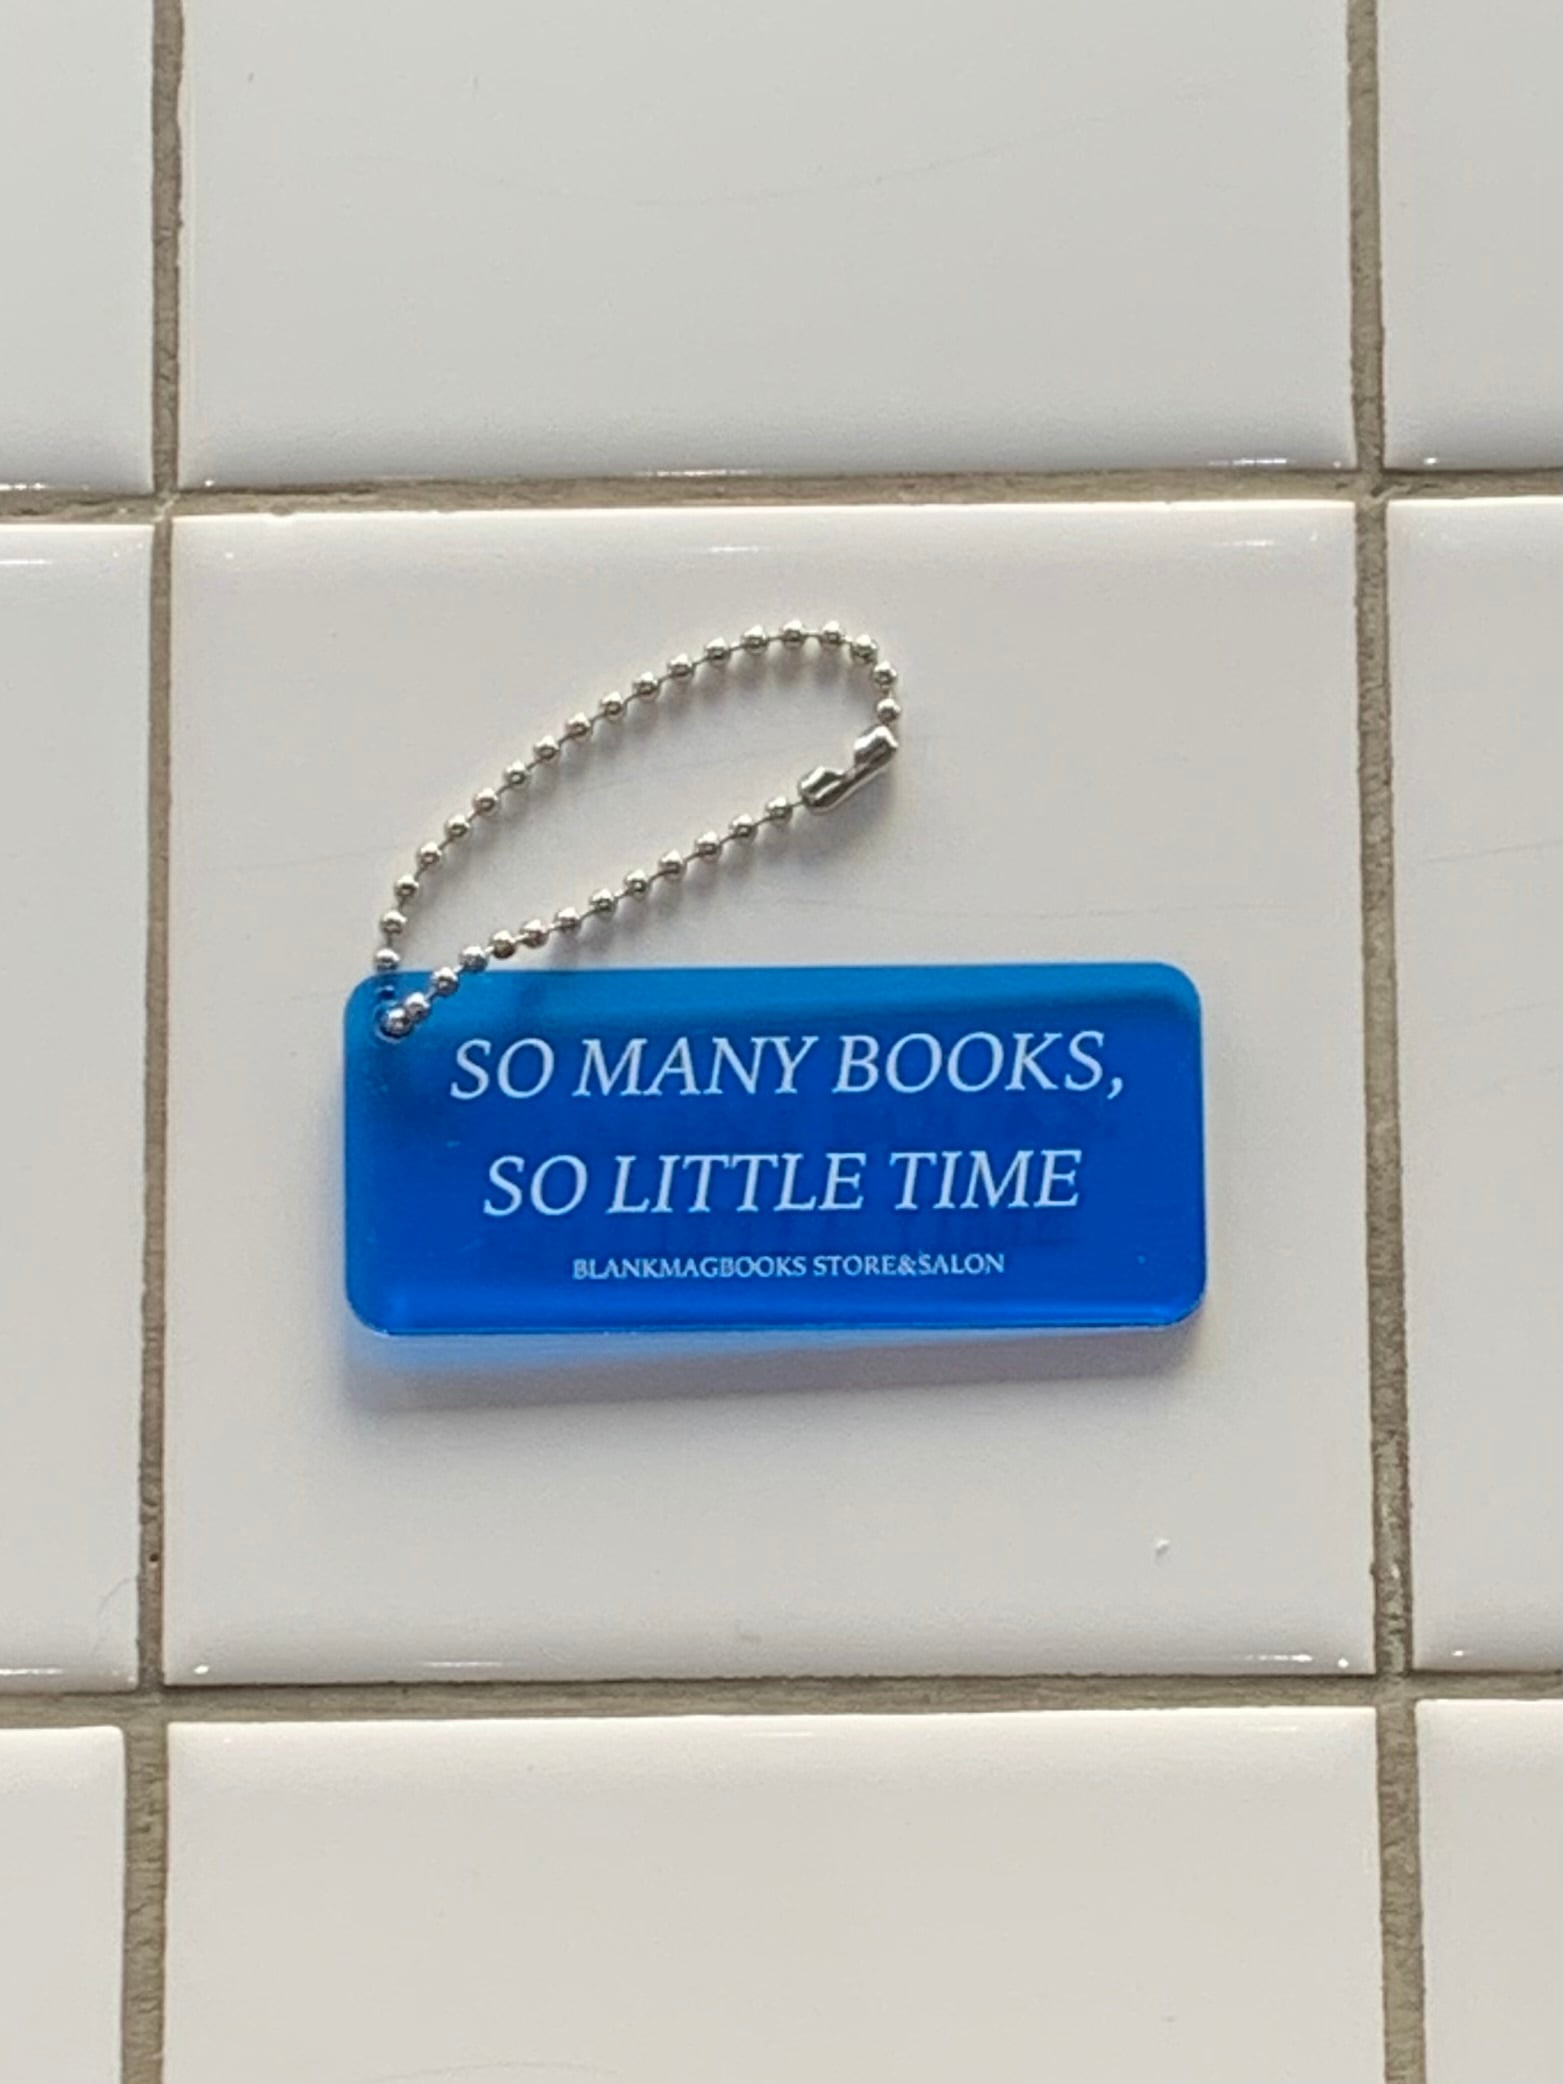 SO MANY BOOKS,
SO LITTLE TIME
BLANKMAGBOOKS STORE&SALON